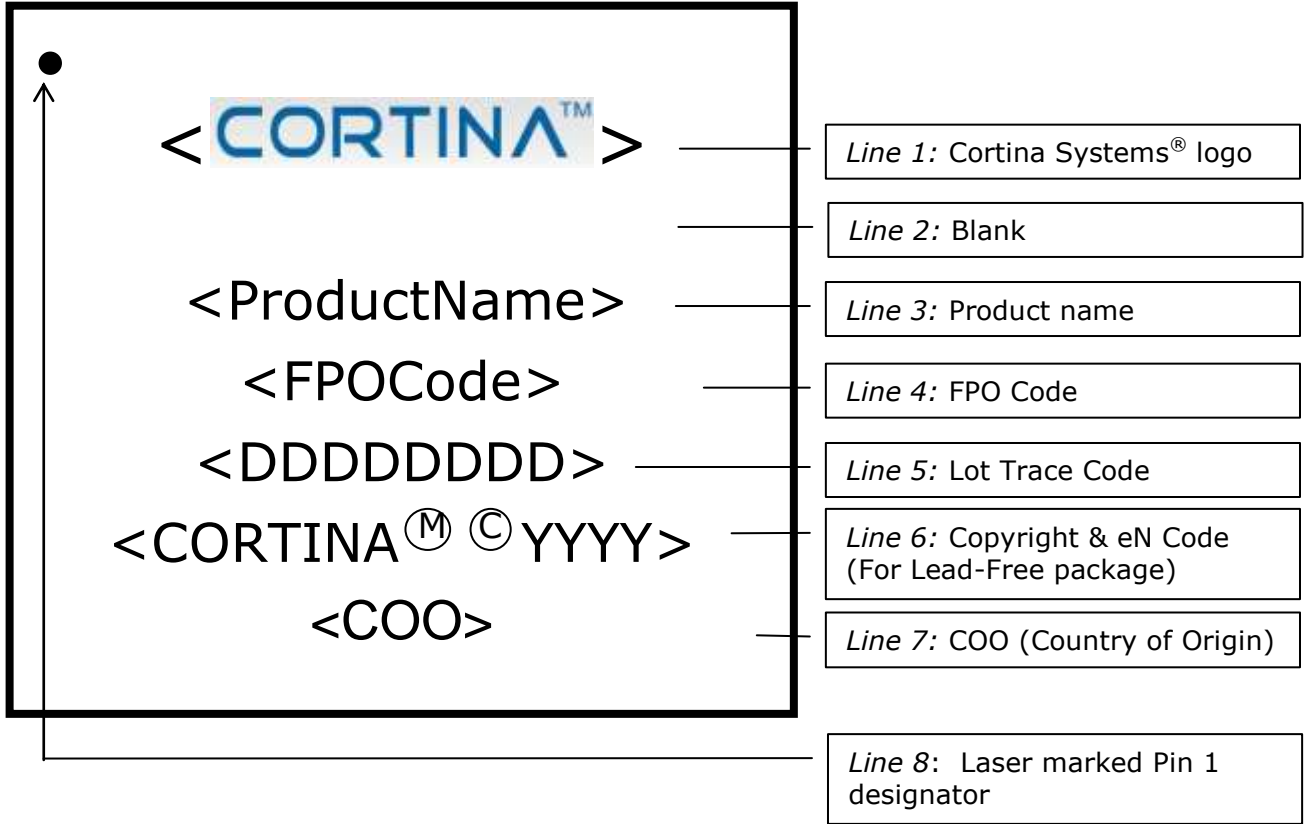 <CORTINA™>
Line 1: Cortina Systems® logo
Line 2: Blank
<ProductName>
Line 3: Product name
<FPOCode>
Line 4: FPO Code
<DDDDDDDD>
Line 5: Lot Trace Code
<CORTINA Ⓜ © YYYY>
Line 6: Copyright & eN Code
(For Lead-Free package)
<COO>
Line 7: COO (Country of Origin)
Line 8: Laser marked Pin 1
designator